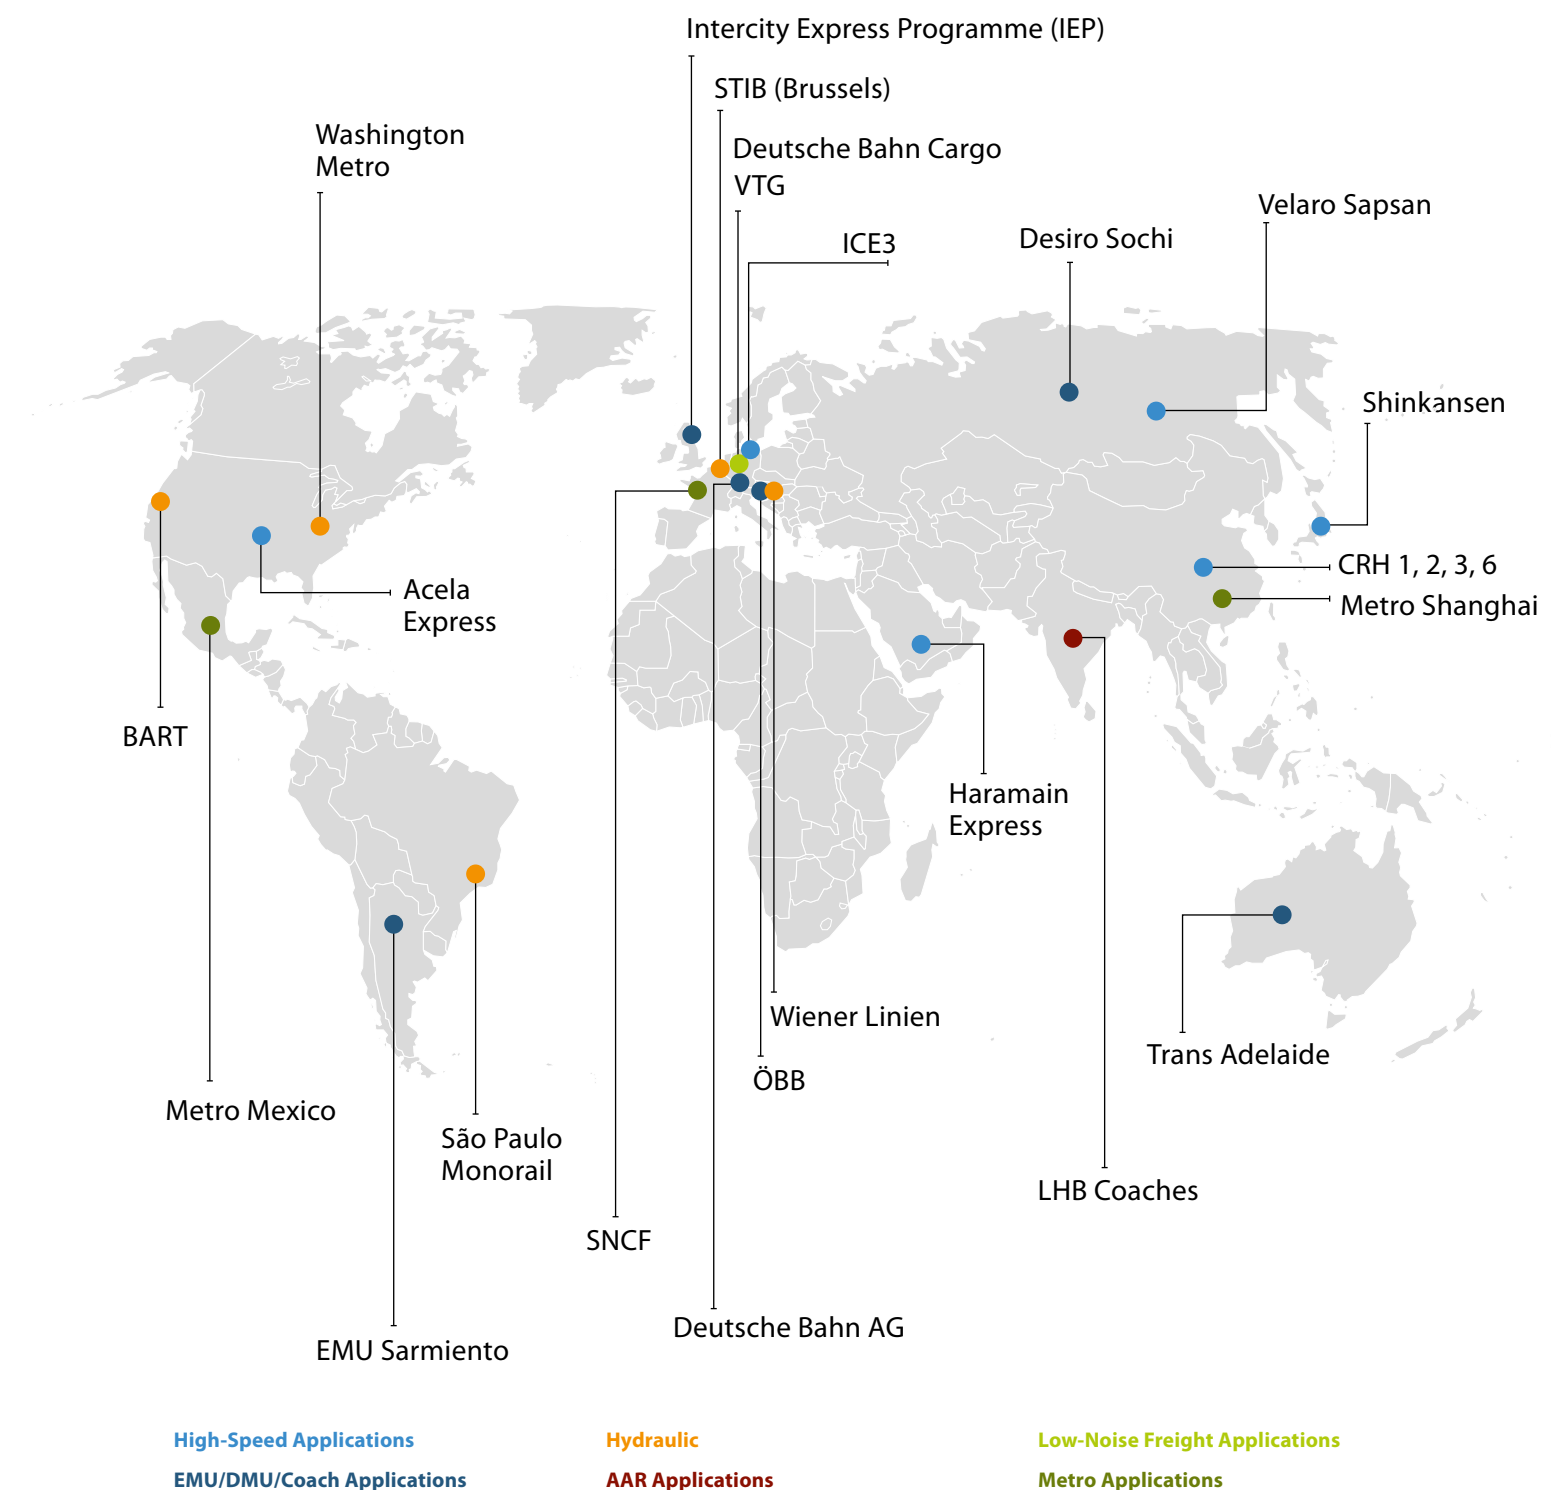 Intercity Express Programme (IEP)
STIB (Brussels)
Washington
Metro
Deutsche Bahn Cargo
VTG
Velaro Sapsan
ICE3
Desiro Sochi
Shinkansen
CRH 1, 2, 3, 6
Acela
Express
Metro Shanghai
BART
Haramain
Express
Wiener Linien
Trans Adelaide
ÖBB
Metro Mexico
São Paulo
Monorail
LHB Coaches
SNCF
Deutsche Bahn AG
EMU Sarmiento
High-Speed Applications
Hydraulic
Low-Noise Freight Applications
EMU/DMU/Coach Applications
AAR Applications
Metro Applications